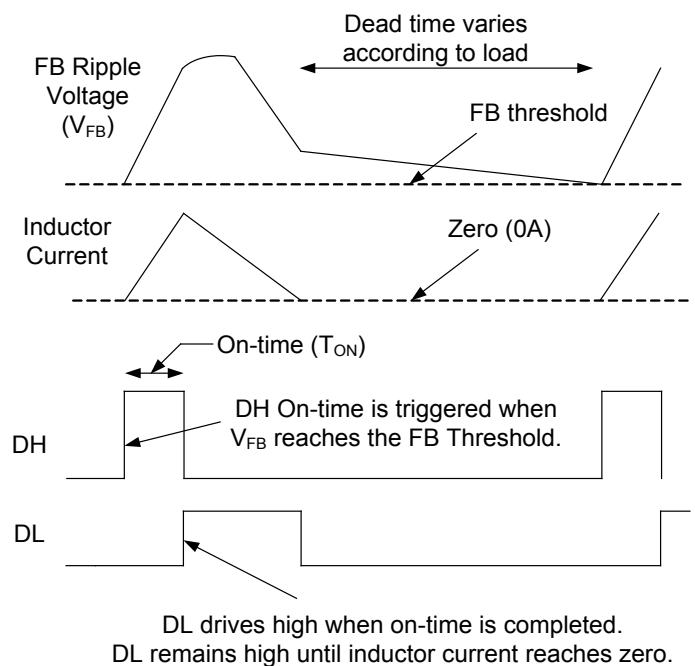 Dead time varies
according to load
FB Ripple
Voltage
(VFB)
FB threshold
Inductor
Current
Zero (0A)
On-time (TON)
DH On-time is triggered when
VFB reaches the FB Threshold.
DH
DL
DL drives high when on-time is completed.
DL remains high until inductor current reaches zero.